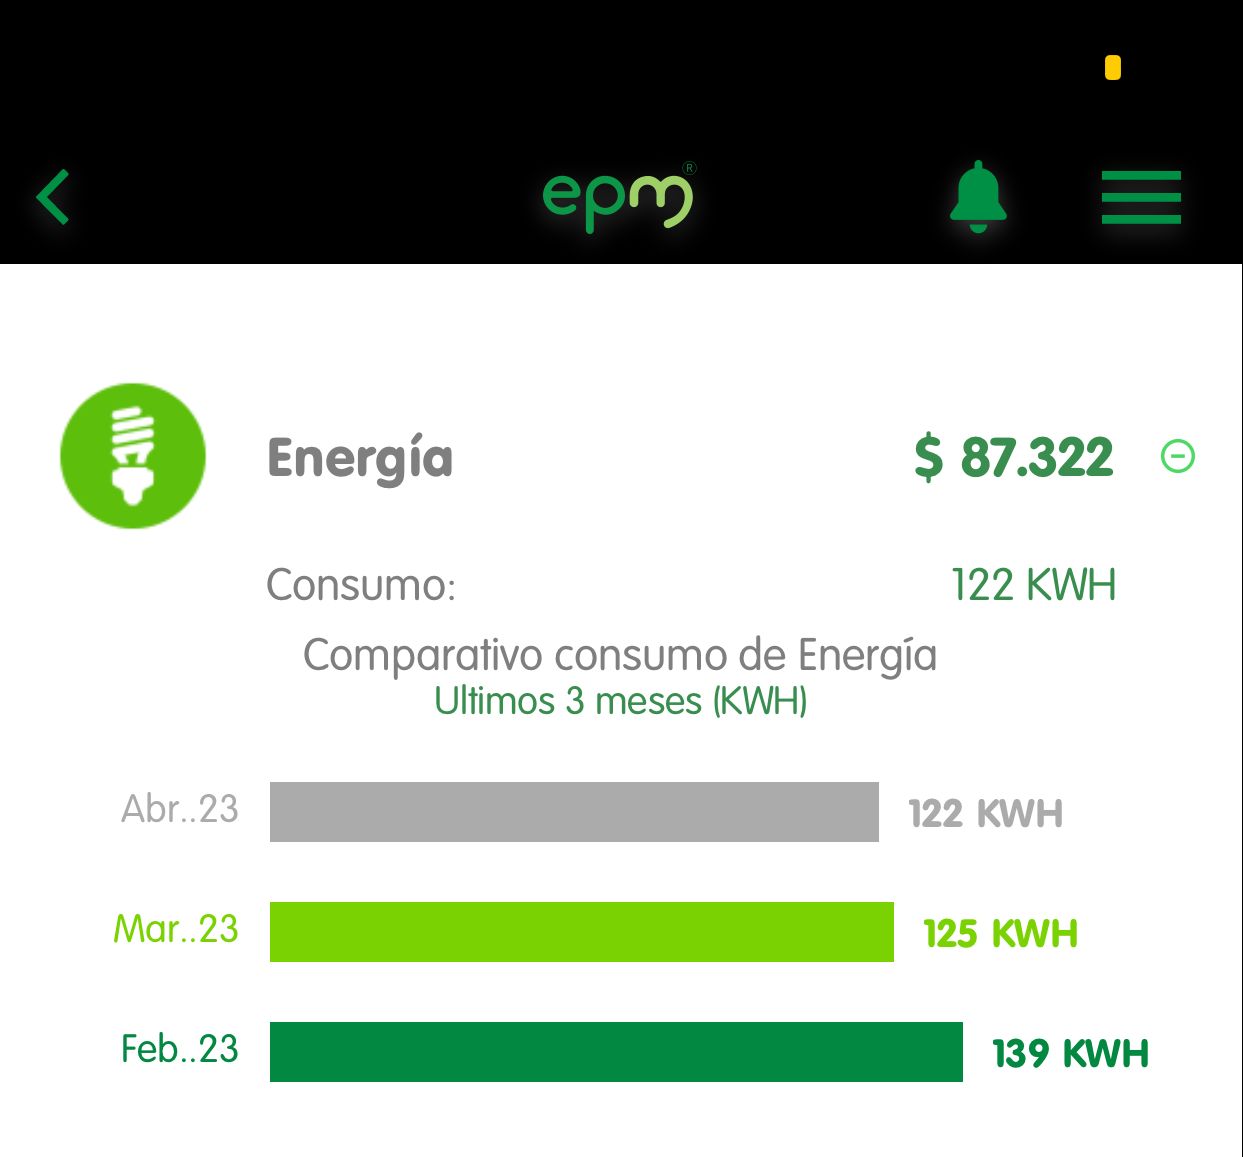 epm®
Energía $ 87.322
Consumo: 122 KWH
Comparativo consumo de Energía
Ultimos 3 meses (KWH)
Abr..23 122 KWH
Mar..23 125 KWH
Feb..23 139 KWH